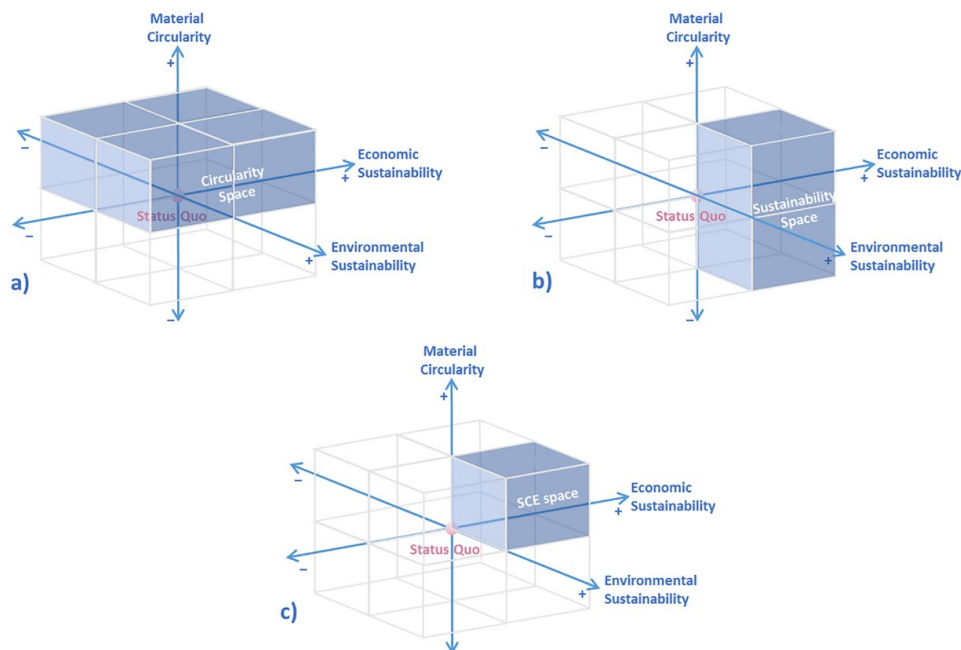 Material
Circularity
+
Economic
Sustainability
+
Circularity
Space
Status Quo
Environmental
Sustainability
+
−
−
−
a)
Material
Circularity
+
Economic
Sustainability
+
Sustainability
Space
Status Quo
Environmental
Sustainability
+
−
−
−
b)
Material
Circularity
+
Economic
Sustainability
+
SCE space
Status Quo
Environmental
Sustainability
+
−
−
c)